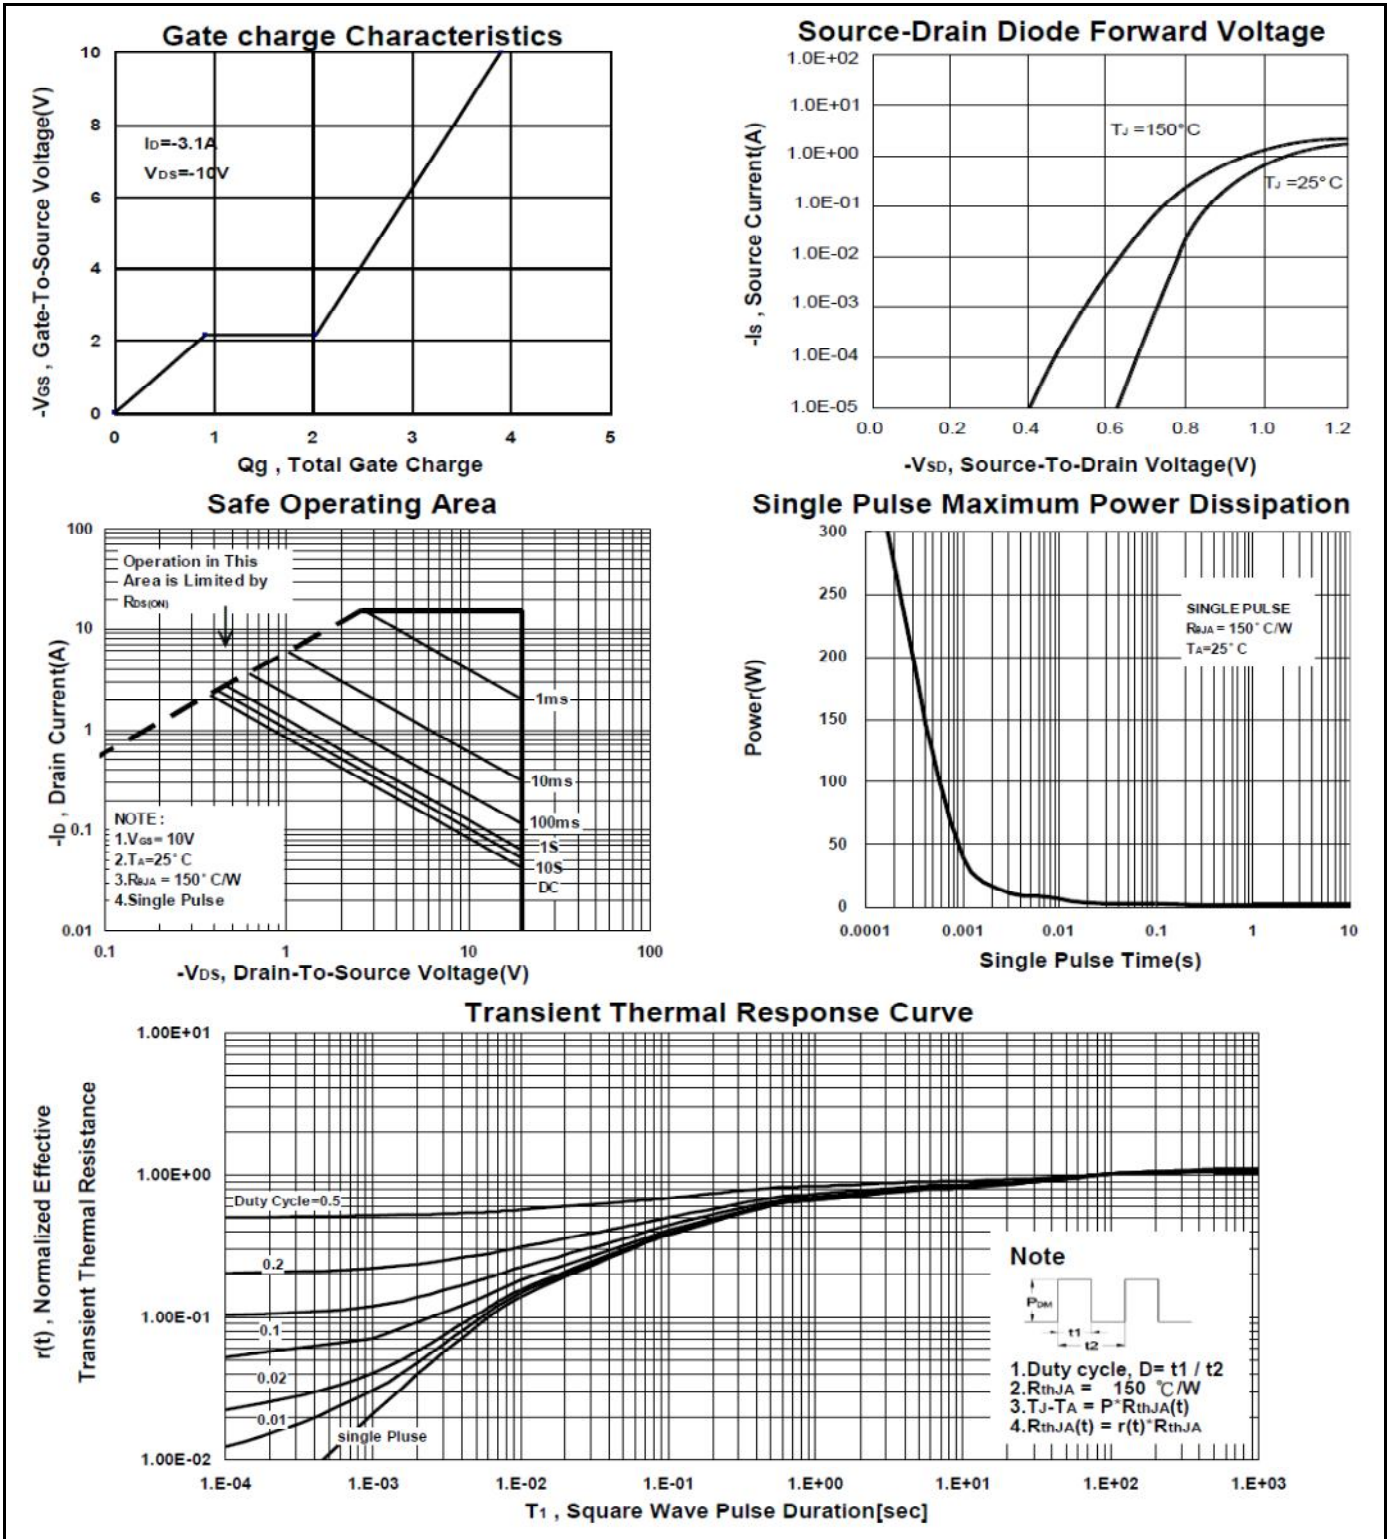 Gate charge Characteristics
10
8
6
4
2
0
ID=-3.1A
VDS=-10V
-VGS , Gate-To-Source Voltage(V)
0 1 2 3 4 5
Qg , Total Gate Charge
Source-Drain Diode Forward Voltage
1.0E+02
1.0E+01
1.0E+00
1.0E-01
1.0E-02
1.0E-03
1.0E-04
1.0E-05
TJ =150°C
TJ =25°C
-IS , Source Current(A)
0.0 0.2 0.4 0.6 0.8 1.0 1.2
-VSD, Source-To-Drain Voltage(V)
Safe Operating Area
100
10
1
0.1
0.01
Operation in This
Area is Limited by
RDS(ON)
1ms
10ms
100ms
1S
10S
DC
NOTE :
1.VGS= 10V
2.TA=25°C
3.RθJA = 150°C/W
4.Single Pulse
-ID , Drain Current(A)
0.1 1 10 100
-VDS, Drain-To-Source Voltage(V)
Single Pulse Maximum Power Dissipation
300
250
200
150
100
50
0
SINGLE PULSE
RθJA = 150°C/W
TA=25°C
Power(W)
0.0001 0.001 0.01 0.1 1 10
Single Pulse Time(s)
Transient Thermal Response Curve
1.00E+01
1.00E+00
1.00E-01
1.00E-02
r(t) , Normalized Effective
Transient Thermal Resistance
Duty Cycle=0.5
0.2
0.1
0.02
0.01
single Pluse
Note
PDM
t1
t2
1.Duty cycle, D= t1 / t2
2.RthJA = 150 ℃/W
3.TJ-TA = P*RthJA(t)
4.RthJA(t) = r(t)*RthJA
1.E-04 1.E-03 1.E-02 1.E-01 1.E+00 1.E+01 1.E+02 1.E+03
T1 , Square Wave Pulse Duration[sec]